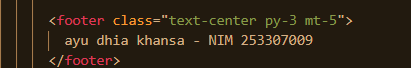 <footer class="text-center py-3 mt-5">
ayu dhia khansa - NIM 253307009
</footer>